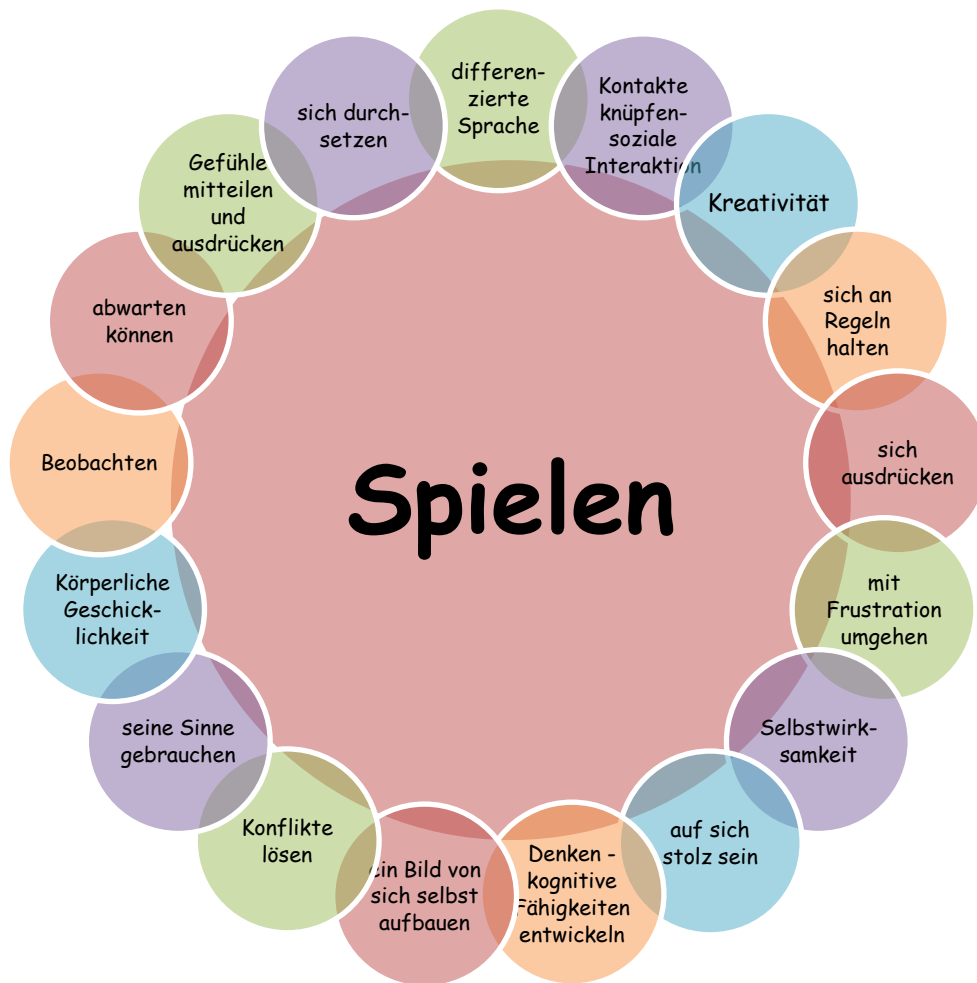 differen-
zierte
Sprache
Kontakte
knüpfen-
soziale
Interaktion
Kreativität
sich an
Regeln
halten
sich
ausdrücken
mit
Frustration
umgehen
Selbstwirk-
samkeit
auf sich
stolz sein
Denken -
kognitive
Fähigkeiten
entwickeln
ein Bild von
sich selbst
aufbauen
Konflikte
lösen
seine Sinne
gebrauchen
Körperliche
Geschick-
lichkeit
Beobachten
abwarten
können
Gefühle
mitteilen
und
ausdrücken
sich durch-
setzen
Spielen